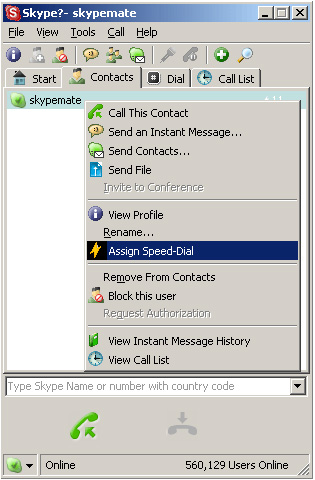 Skype?- skypemate
File View Tools Call Help
Start Contacts Dial Call List
skypemate
Call This Contact
Send an Instant Message...
Send Contacts...
Send File
Invite to Conference
View Profile
Rename...
Assign Speed-Dial
Remove From Contacts
Block this user
Request Authorization
View Instant Message History
View Call List
Type Skype Name or number with country code
Online 560,129 Users Online